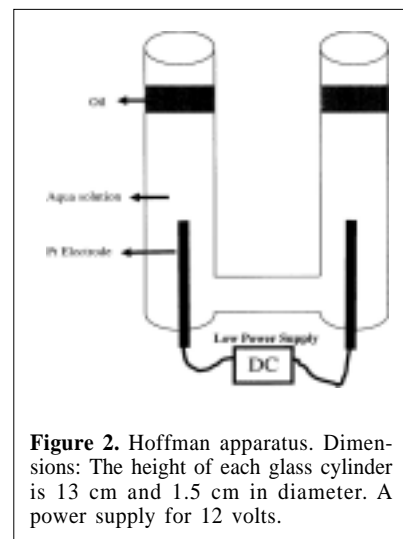 Oil
Aqua solution
Pt Electrode
Low Power Supply
DC
Figure 2. Hoffman apparatus. Dimen-
sions: The height of each glass cylinder
is 13 cm and 1.5 cm in diameter. A
power supply for 12 volts.